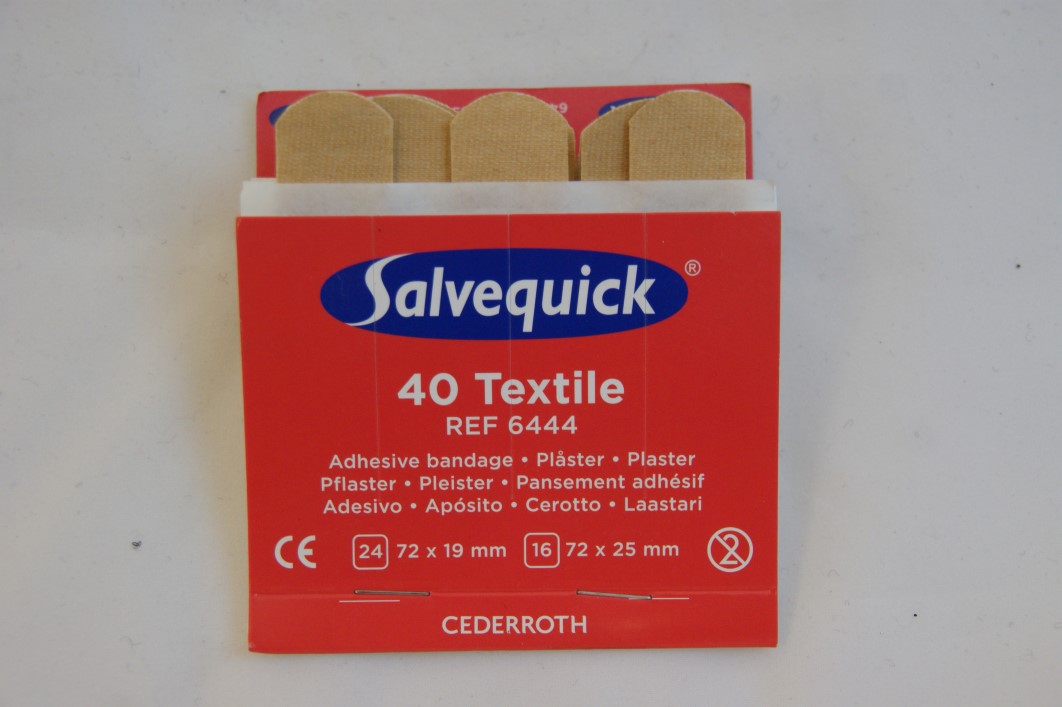 Salvequick®
40 Textile
REF 6444
Adhesive bandage • Plåster • Plaster
Pflaster • Pleister • Pansement adhésif
Adesivo • Apósito • Cerotto • Laastari
CE 24 72 x 19 mm 16 72 x 25 mm 2
CEDERROTH